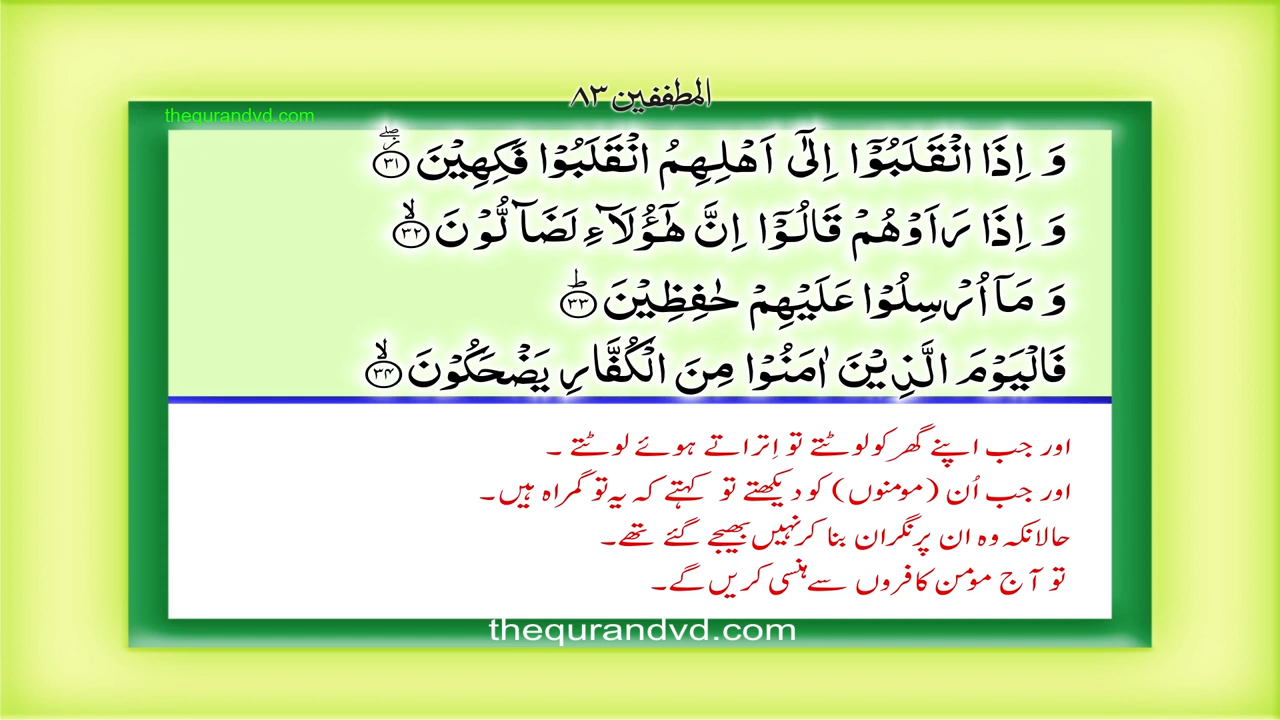 المطففين ٨٣
thequrandvd.com
وَ اِذَا انْقَلَبُوْۤا اِلٰۤى اَهْلِهِمُ انْقَلَبُوْا فَكِهِیْنَؗۖ ۝۳۱
وَ اِذَا رَاَوْهُمْ قَالُوْۤا اِنَّ هٰۤؤُلَآءِ لَضَآلُّوْنَۙ ۝۳۲
وَ مَاۤ اُرْسِلُوْا عَلَیْهِمْ حٰفِظِیْنَؕ ۝۳۳
فَالْیَوْمَ الَّذِیْنَ اٰمَنُوْا مِنَ الْكُفَّارِ یَضْحَكُوْنَۙ ۝۳۴
اور جب اپنے گھر کو لوٹتے تو اِتراتے ہوئے لوٹتے ۔
اور جب اُن (مومنوں) کو دیکھتے تو کہتے کہ یہ تو گمراہ ہیں۔
حالانکہ وہ ان پر نگران بنا کر نہیں بھیجے گئے تھے۔
تو آج مومن کافروں سے ہنسی کریں گے۔
thequrandvd.com